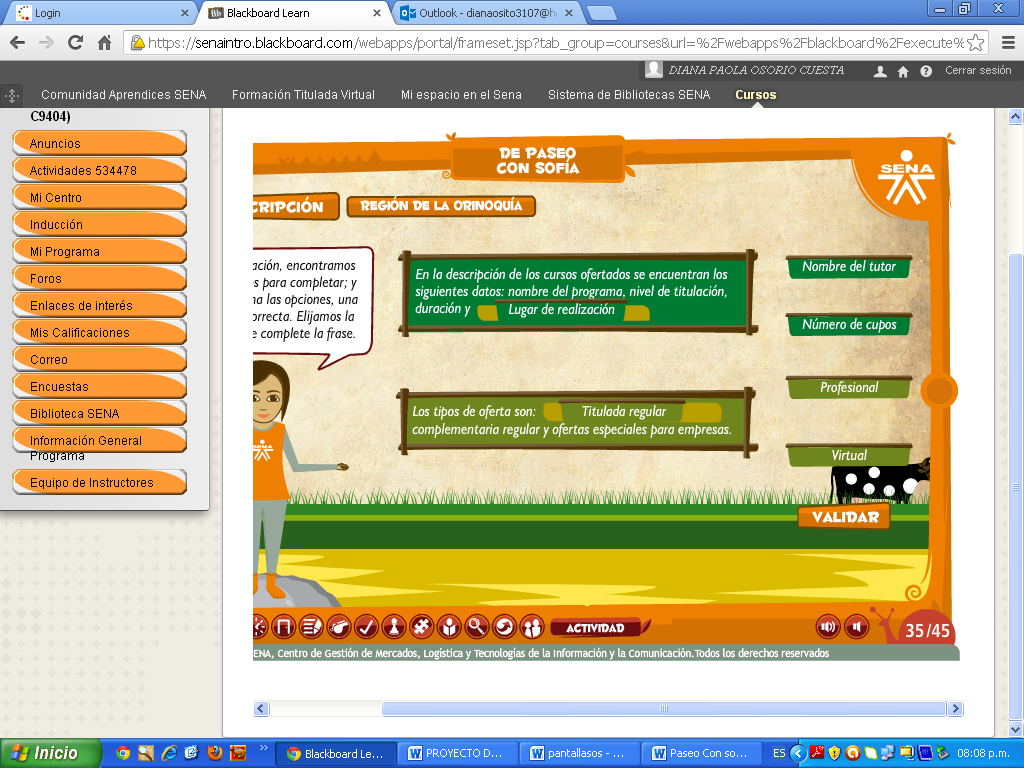 Login
Blackboard Learn
Outlook - dianaosito3107@h
https://senaintro.blackboard.com/webapps/portal/frameset.jsp?tab_group=courses&url=%2Fwebapps%2Fblackboard%2Fexecute%
DIANA PAOLA OSORIO CUESTA
Cerrar sesión
Comunidad Aprendices SENA
Formación Titulada Virtual
Mi espacio en el Sena
Sistema de Bibliotecas SENA
Cursos
C9404)
Anuncios
Actividades 534478
Mi Centro
Inducción
Mi Programa
Foros
Enlaces de interés
Mis Calificaciones
Correo
Encuestas
Biblioteca SENA
Información General
Programa
Equipo de Instructores
DE PASEO
CON SOFÍA
SENA
CRIPCIÓN
REGIÓN DE LA ORINOQUÍA
ación, encontramos
es para completar; y
na las opciones, una
orrecta. Elijamos la
e complete la frase.
En la descripción de los cursos ofertados se encuentran los
siguientes datos: nombre del programa, nivel de titulación,
duración y Lugar de realización
Los tipos de oferta son: Titulada regular
complementaria regular y ofertas especiales para empresas.
Nombre del tutor
Número de cupos
Profesional
Virtual
SENA
VALIDAR
ACTIVIDAD
35/45
SENA, Centro de Gestión de Mercados, Logística y Tecnologías de la Información y la Comunicación.Todos los derechos reservados
Inicio
Blackboard Le...
PROYECTO D...
pantallasos - ...
Paseo Con so...
ES
08:08 p.m.